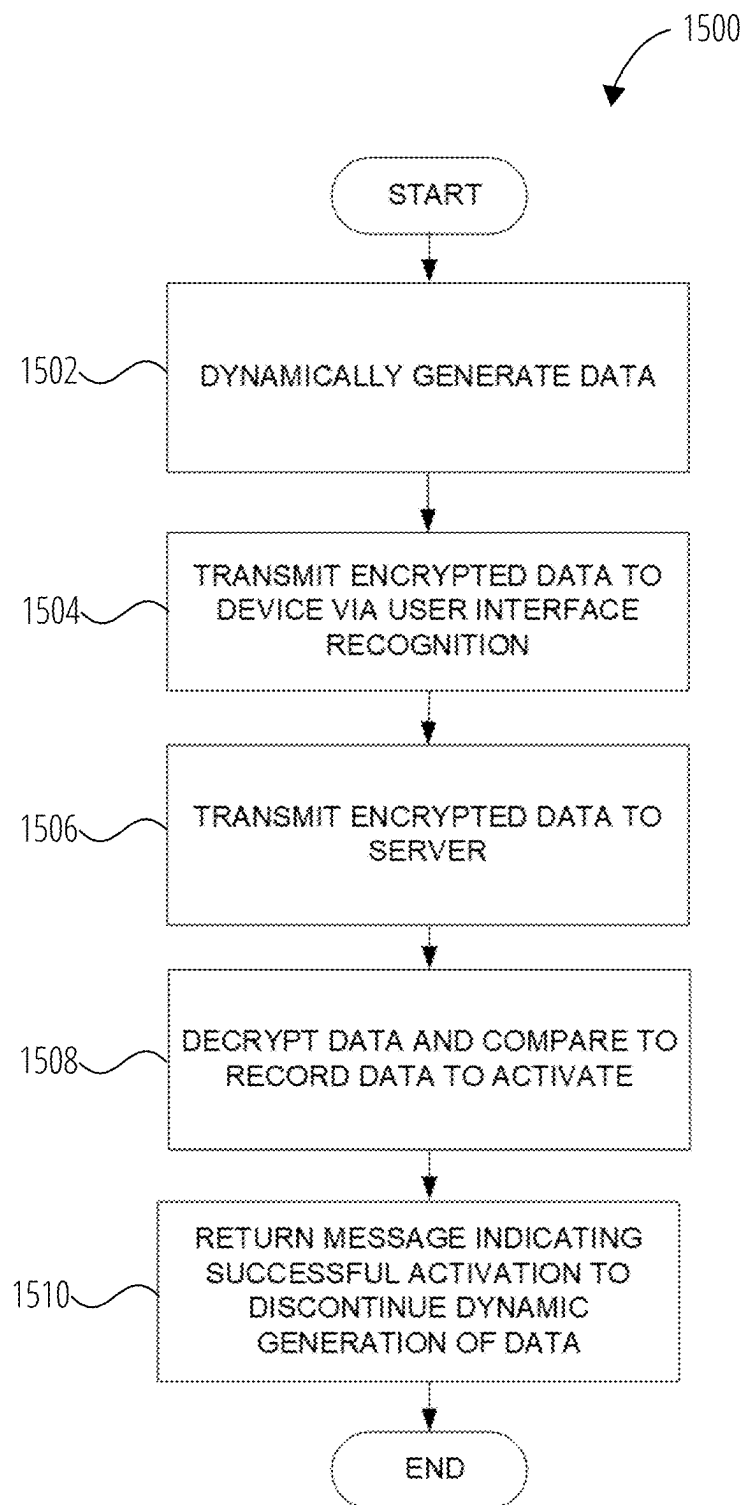 1500
START
1502
DYNAMICALLY GENERATE DATA
1504
TRANSMIT ENCRYPTED DATA TO
DEVICE VIA USER INTERFACE
RECOGNITION
1506
TRANSMIT ENCRYPTED DATA TO
SERVER
1508
DECRYPT DATA AND COMPARE TO
RECORD DATA TO ACTIVATE
1510
RETURN MESSAGE INDICATING
SUCCESSFUL ACTIVATION TO
DISCONTINUE DYNAMIC
GENERATION OF DATA
END